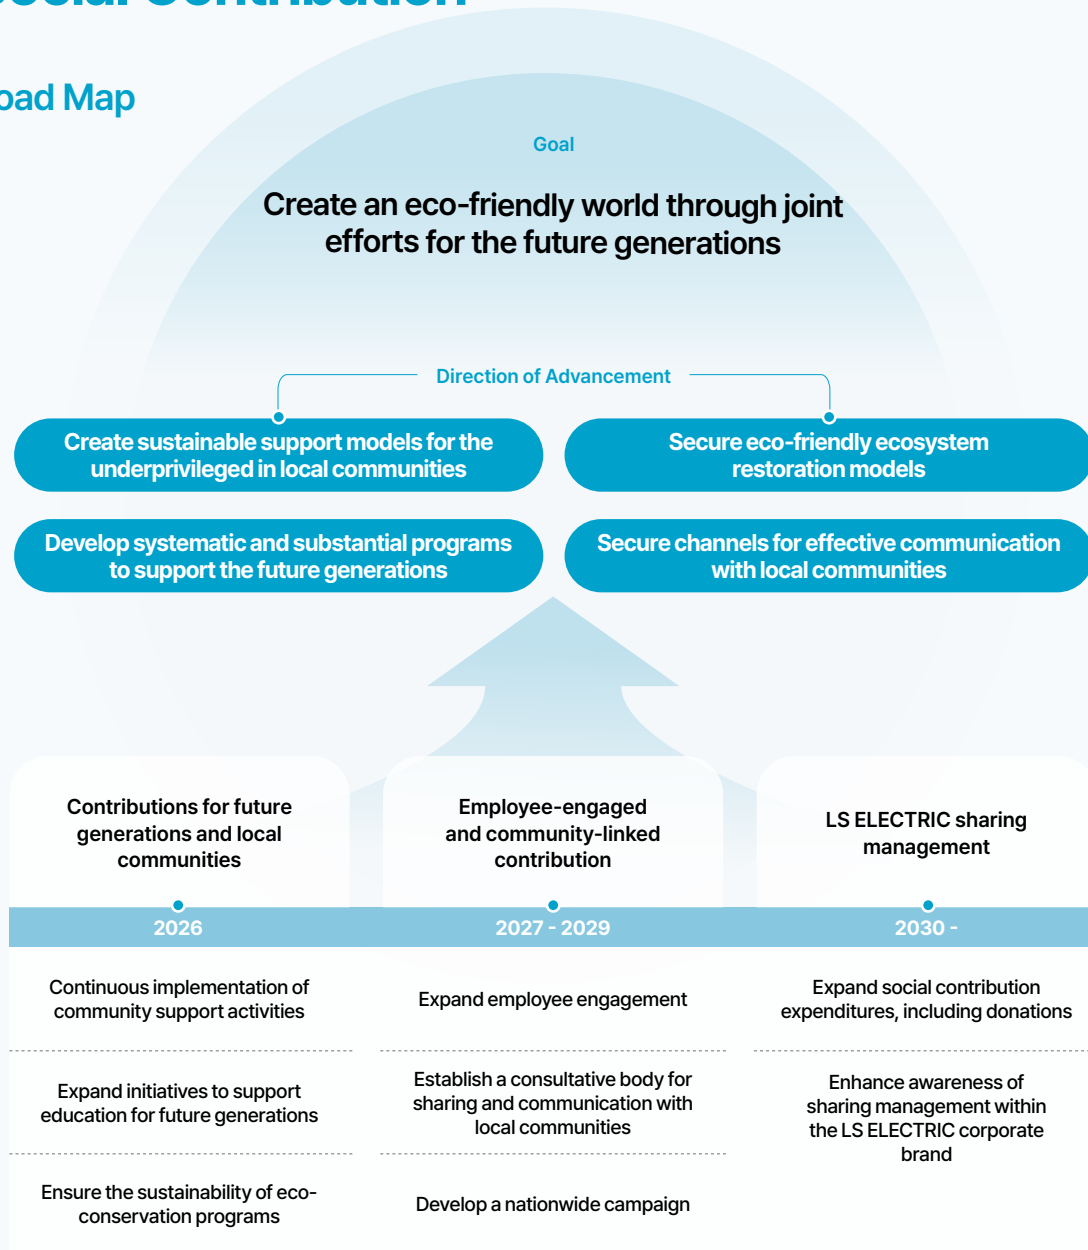 Social Contribution
oad Map
Goal
Create an eco-friendly world through joint
efforts for the future generations
Direction of Advancement
Create sustainable support models for the
underprivileged in local communities
Secure eco-friendly ecosystem
restoration models
Develop systematic and substantial programs
to support the future generations
Secure channels for effective communication
with local communities
Contributions for future
generations and local
communities
2026
Continuous implementation of
community support activities
Expand initiatives to support
education for future generations
Ensure the sustainability of eco-
conservation programs
Employee-engaged
and community-linked
contribution
2027 - 2029
Expand employee engagement
Establish a consultative body for
sharing and communication with
local communities
Develop a nationwide campaign
LS ELECTRIC sharing
management
2030 -
Expand social contribution
expenditures, including donations
Enhance awareness of
sharing management within
the LS ELECTRIC corporate
brand